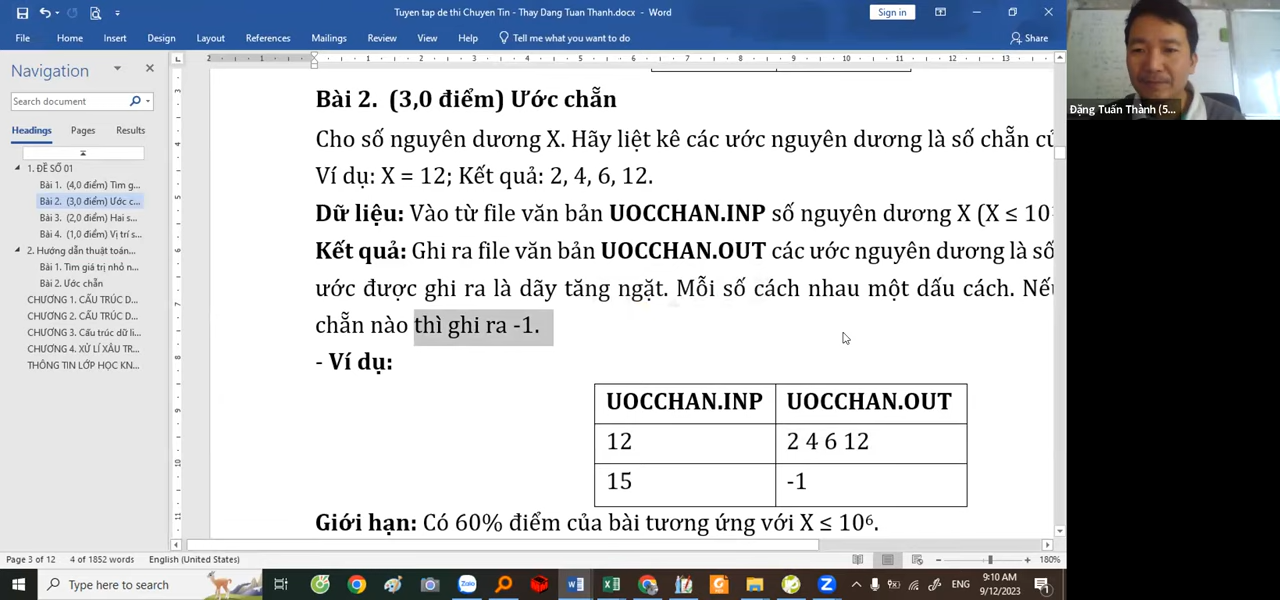 Tuyen tap de thi Chuyen Tin - Thay Dang Tuan Thanh.docx - Word
Sign in
File Home Insert Design Layout References Mailings Review View Help Tell me what you want to do Share
Navigation
Search document
Headings Pages Results
1. ĐỀ SỐ 01
Bài 1. (4,0 điểm) Tìm g...
Bài 2. (3,0 điểm) Ước c...
Bài 3. (2,0 điểm) Hai s...
Bài 4. (1,0 điểm) Vị trí s...
2. Hướng dẫn thuật toán...
Bài 1. Tìm giá trị nhỏ n...
Bài 2. Ước chẵn
CHƯƠNG 1. CẤU TRÚC D...
CHƯƠNG 2. CẤU TRÚC D...
CHƯƠNG 3. Cấu trúc dữ li...
CHƯƠNG 4. XỬ LÍ XÂU TR...
THÔNG TIN LỚP HỌC KN...
Bài 2. (3,0 điểm) Ước chẵn
Cho số nguyên dương X. Hãy liệt kê các ước nguyên dương là số chẵn
Ví dụ: X = 12; Kết quả: 2, 4, 6, 12.
Dữ liệu: Vào từ file văn bản UOCCHAN.INP số nguyên dương X (X ≤ 10
Kết quả: Ghi ra file văn bản UOCCHAN.OUT các ước nguyên dương là số
ước được ghi ra là dãy tăng ngặt. Mỗi số cách nhau một dấu cách. Nếu
chẵn nào thì ghi ra -1.
- Ví dụ:
UOCCHAN.INP UOCCHAN.OUT
12 2 4 6 12
15 -1
Giới hạn: Có 60% điểm của bài tương ứng với X ≤ 10⁶.
Đặng Tuấn Thành (5...
Page 3 of 12 4 of 1852 words English (United States) 180%
Type here to search
Zalo
ENG
9:10 AM
9/12/2023